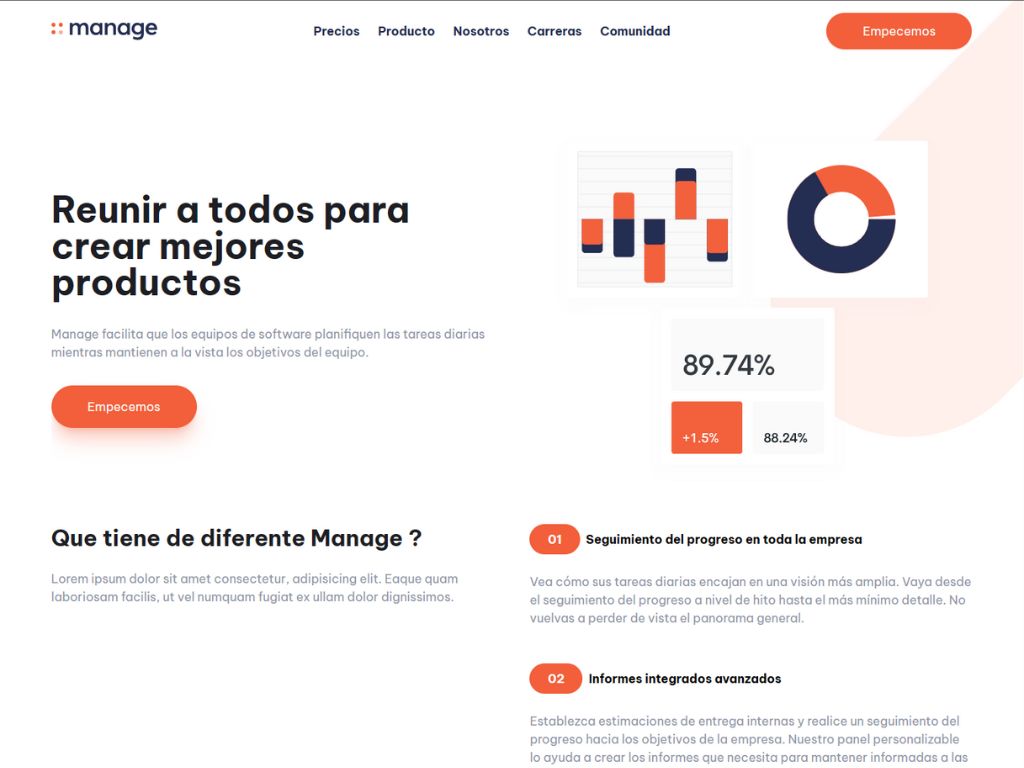 manage
Precios Producto Nosotros Carreras Comunidad
Empecemos
Reunir a todos para
crear mejores
productos
Manage facilita que los equipos de software planifiquen las tareas diarias
mientras mantienen a la vista los objetivos del equipo.
Empecemos
89.74%
+1.5%
88.24%
Que tiene de diferente Manage ?
Lorem ipsum dolor sit amet consectetur, adipisicing elit. Eaque quam
laboriosam facilis, ut vel numquam fugiat ex ullam dolor dignissimos.
01 Seguimiento del progreso en toda la empresa
Vea cómo sus tareas diarias encajan en una visión más amplia. Vaya desde
el seguimiento del progreso a nivel de hito hasta el más mínimo detalle. No
vuelvas a perder de vista el panorama general.
02 Informes integrados avanzados
Establezca estimaciones de entrega internas y realice un seguimiento del
progreso hacia los objetivos de la empresa. Nuestro panel personalizable
lo ayuda a crear los informes que necesita para mantener informadas a las